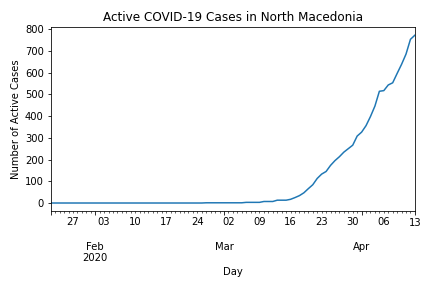 Active COVID-19 Cases in North Macedonia
Number of Active Cases
800
700
600
500
400
300
200
100
0
27 03 10 17 24 02 09 16 23 30 06 13
Feb Mar Apr
2020
Day